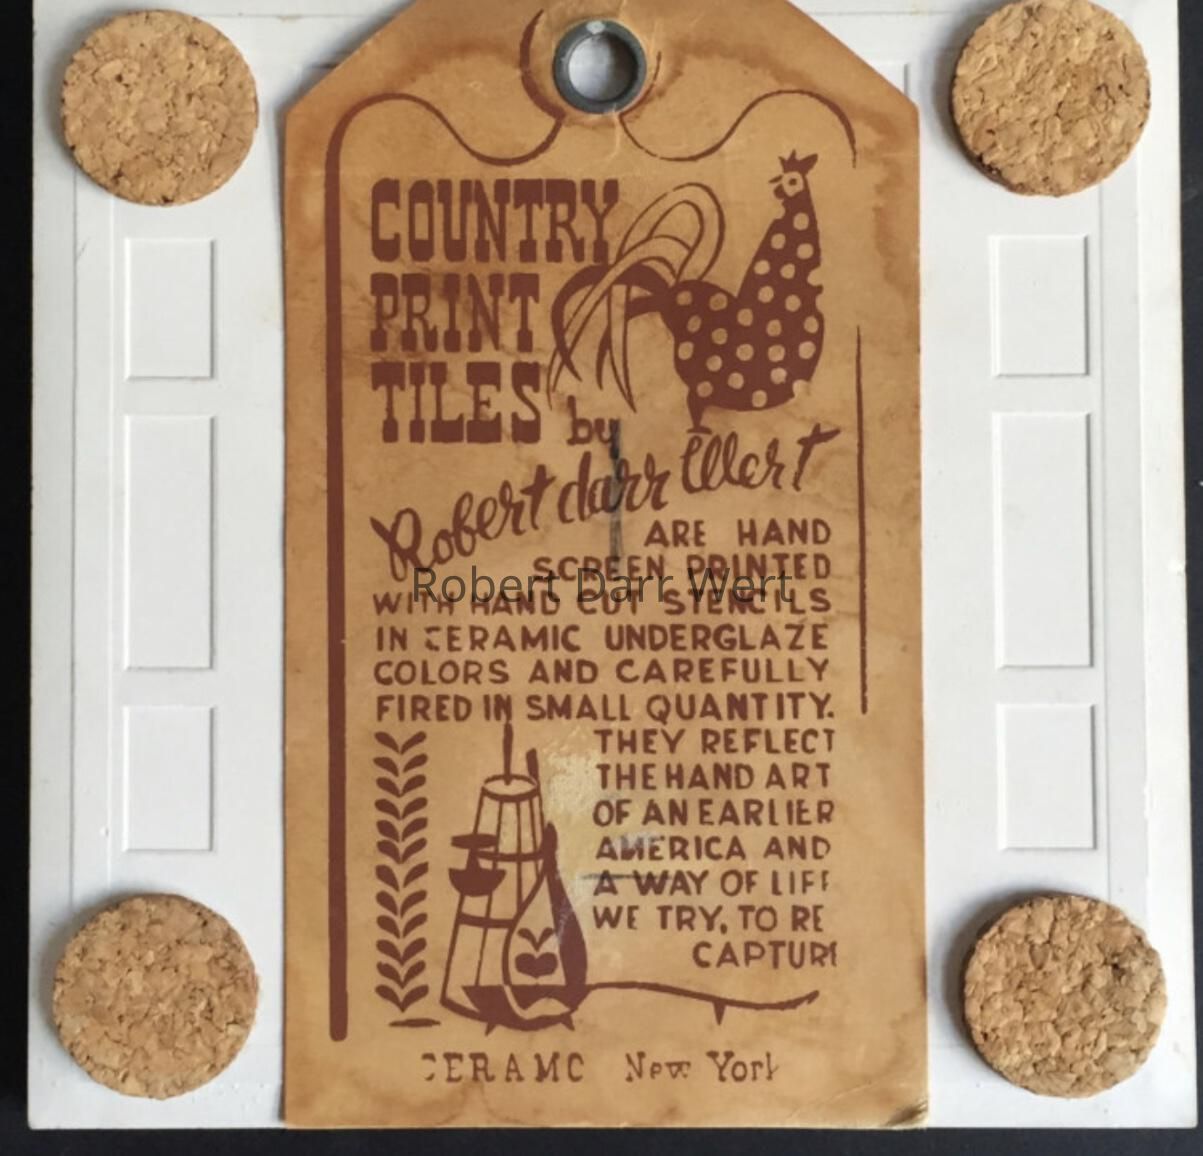 COUNTRY
PRINT
TILES by
Robert darr Wert
ARE HAND
SCREEN PRINTED
Robert Darr Wert
WITH HAND CUT STENCILS
IN CERAMIC UNDERGLAZE
COLORS AND CAREFULLY
FIRED IN SMALL QUANTITY.
THEY REFLECT
THE HAND ART
OF AN EARLIER
AMERICA AND
A WAY OF LIFE
WE TRY, TO RE
CAPTURE
CERAMC New York